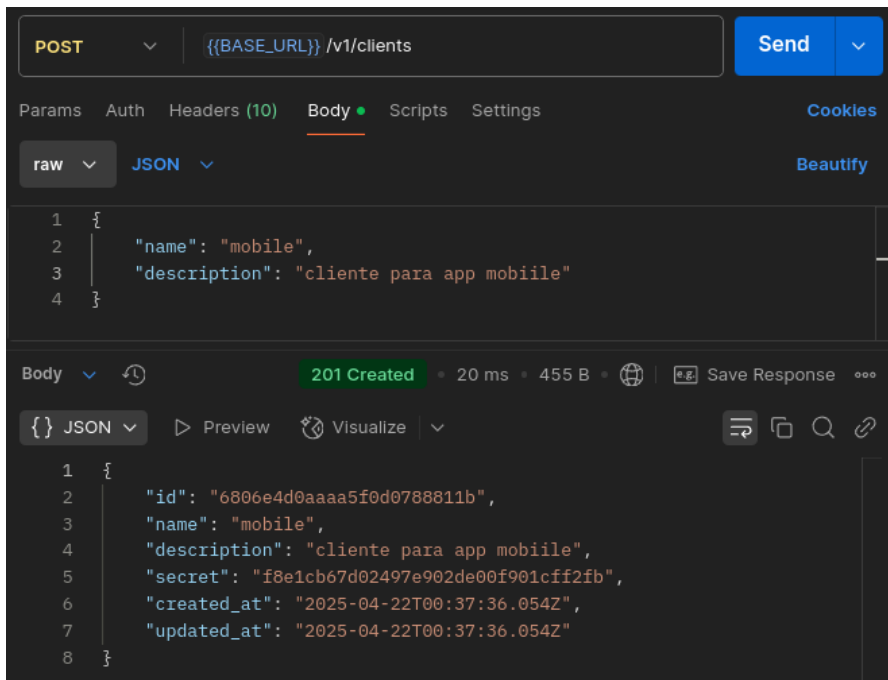 POST {{BASE_URL}} /v1/clients Send
Params Auth Headers (10) Body Scripts Settings Cookies
raw JSON Beautify
1 {
2 "name": "mobile",
3 "description": "cliente para app mobiile"
4 }
Body 201 Created 20 ms 455 B e.g. Save Response
{} JSON Preview Visualize
1 {
2 "id": "6806e4d0aaaa5f0d0788811b",
3 "name": "mobile",
4 "description": "cliente para app mobiile",
5 "secret": "f8e1cb67d02497e902de00f901cff2fb",
6 "created_at": "2025-04-22T00:37:36.054Z",
7 "updated_at": "2025-04-22T00:37:36.054Z"
8 }